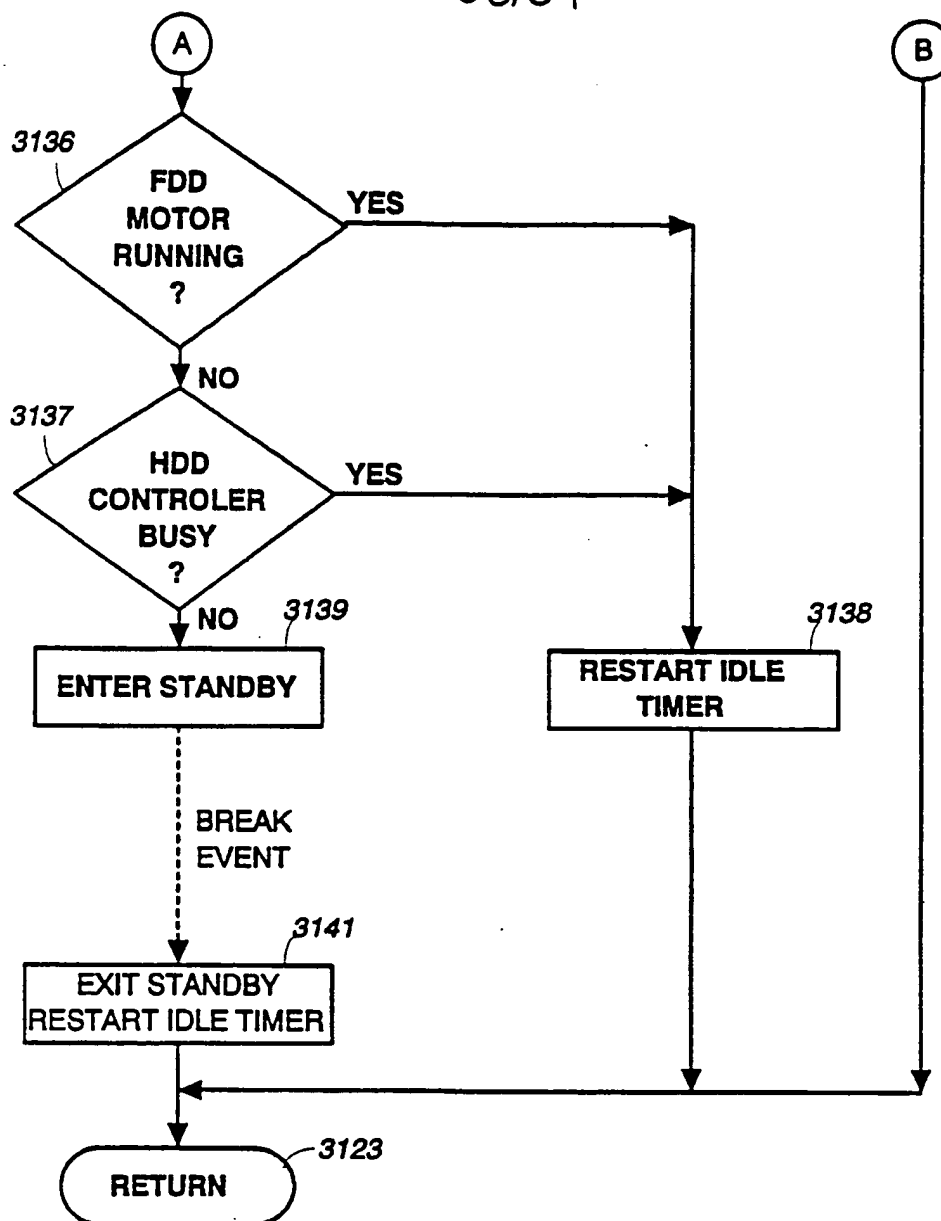 A
B
3136
FDD
MOTOR
RUNNING
?
YES
NO
3137
HDD
CONTROLER
BUSY
?
YES
NO
3139
ENTER STANDBY
3138
RESTART IDLE
TIMER
BREAK
EVENT
3141
EXIT STANDBY
RESTART IDLE TIMER
3123
RETURN